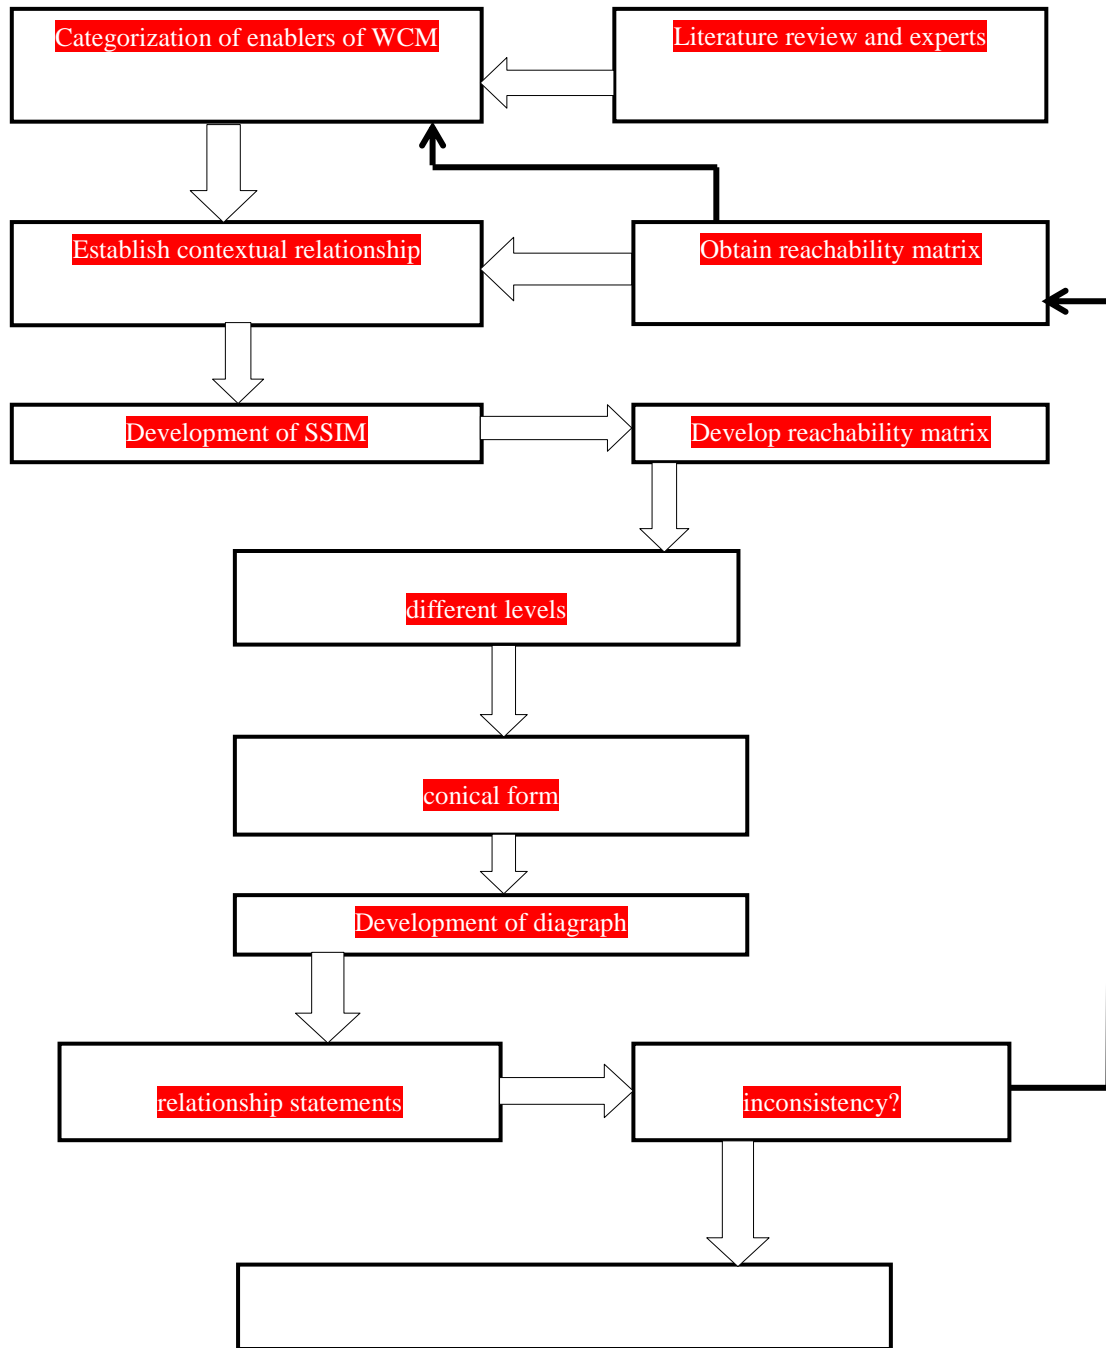 Categorization of enablers of WCM
Literature review and experts
Establish contextual relationship
Obtain reachability matrix
Development of SSIM
Develop reachability matrix
different levels
conical form
Development of diagraph
relationship statements
inconsistency?